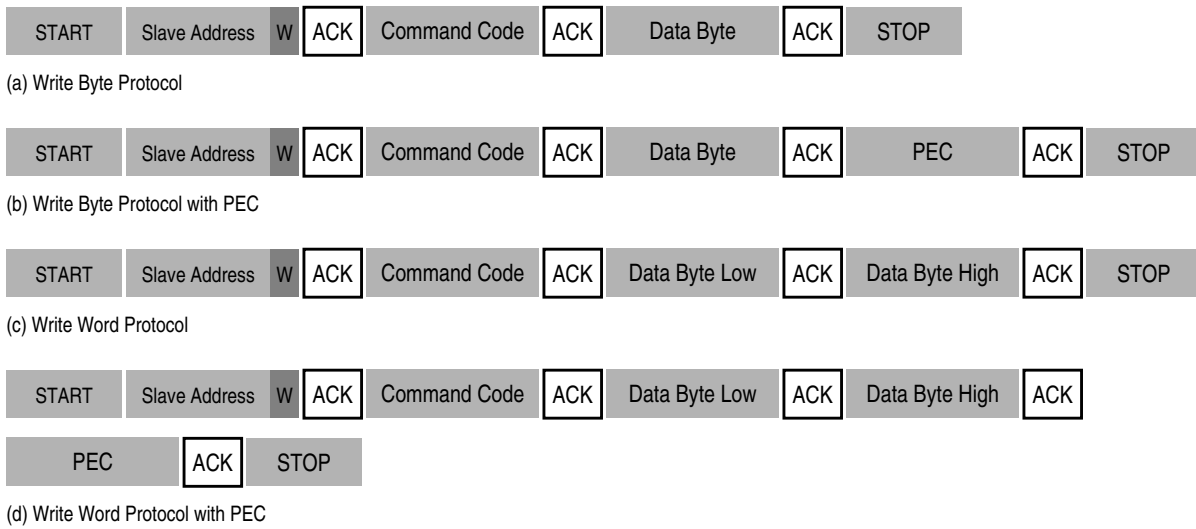 START Slave Address W ACK Command Code ACK Data Byte ACK STOP
(a) Write Byte Protocol
START Slave Address W ACK Command Code ACK Data Byte ACK PEC ACK STOP
(b) Write Byte Protocol with PEC
START Slave Address W ACK Command Code ACK Data Byte Low ACK Data Byte High ACK STOP
(c) Write Word Protocol
START Slave Address W ACK Command Code ACK Data Byte Low ACK Data Byte High ACK
PEC ACK STOP
(d) Write Word Protocol with PEC